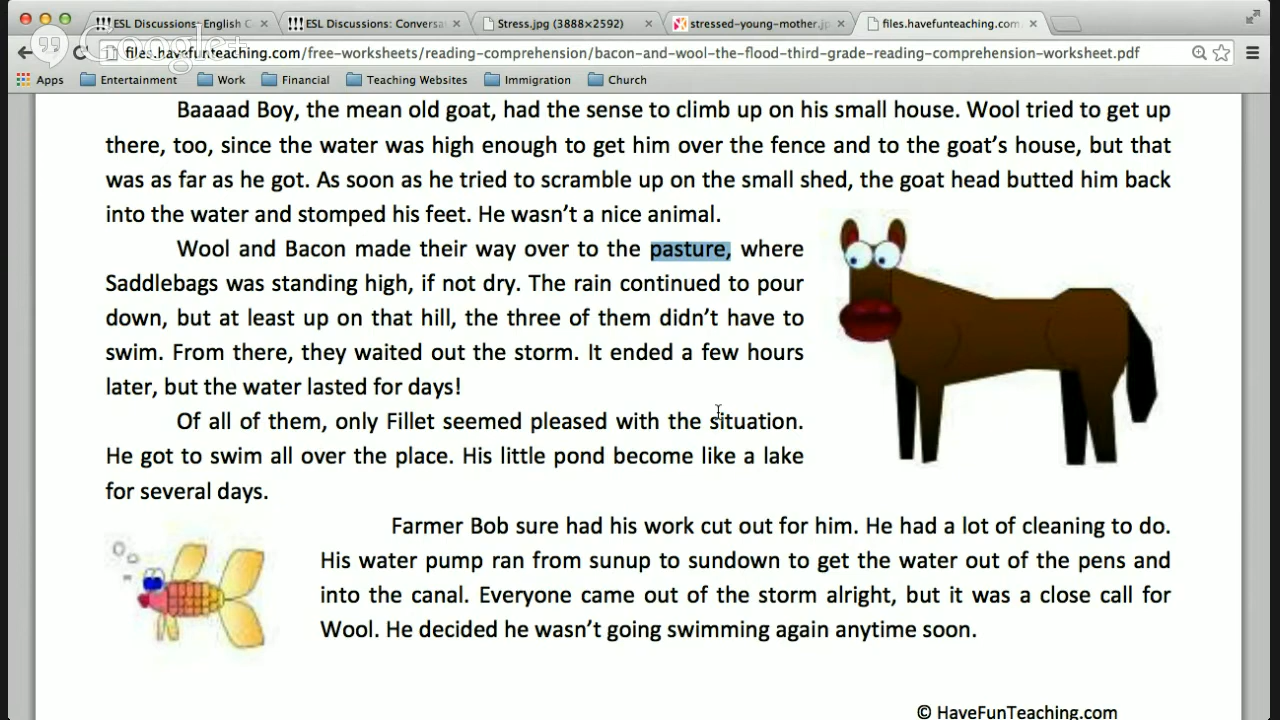 !!! ESL Discussions: English C
!!! ESL Discussions: Convers
Stress.jpg (3888×2592)
stressed-young-mother.jp
files.havefunteaching.com
Google+
files.havefunteaching.com/free-worksheets/reading-comprehension/bacon-and-wool-the-flood-third-grade-reading-comprehension-worksheet.pdf
Apps Entertainment Work Financial Teaching Websites Immigration Church
Baaaad Boy, the mean old goat, had the sense to climb up on his small house. Wool tried to get up
there, too, since the water was high enough to get him over the fence and to the goat's house, but that
was as far as he got. As soon as he tried to scramble up on the small shed, the goat head butted him back
into the water and stomped his feet. He wasn't a nice animal.
Wool and Bacon made their way over to the pasture, where
Saddlebags was standing high, if not dry. The rain continued to pour
down, but at least up on that hill, the three of them didn't have to
swim. From there, they waited out the storm. It ended a few hours
later, but the water lasted for days!
Of all of them, only Fillet seemed pleased with the situation.
He got to swim all over the place. His little pond become like a lake
for several days.
Farmer Bob sure had his work cut out for him. He had a lot of cleaning to do.
His water pump ran from sunup to sundown to get the water out of the pens and
into the canal. Everyone came out of the storm alright, but it was a close call for
Wool. He decided he wasn't going swimming again anytime soon.
© HaveFunTeaching.com